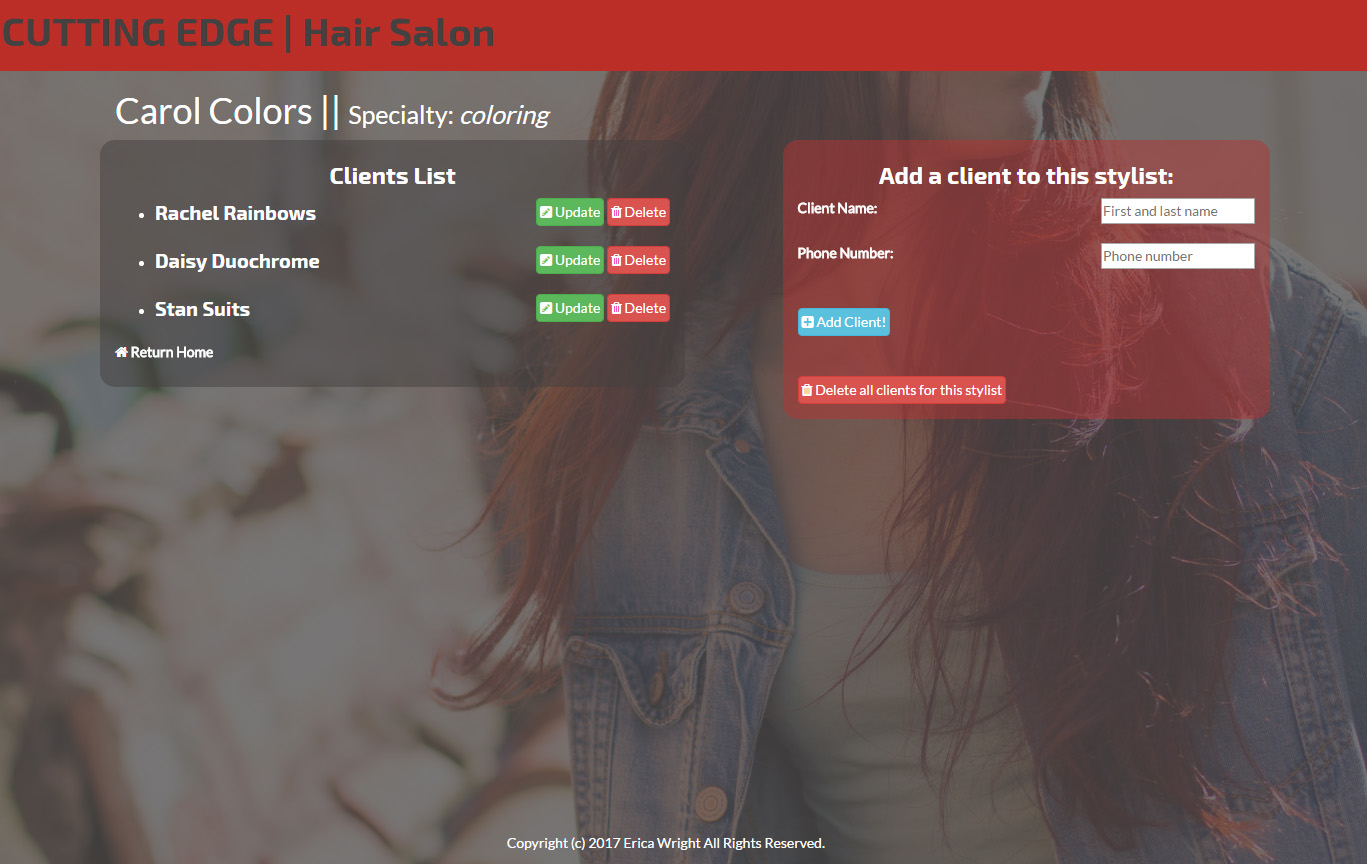 CUTTING EDGE | Hair Salon
Carol Colors || Specialty: coloring
Clients List
Rachel Rainbows
Update Delete
Daisy Duochrome
Update Delete
Stan Suits
Update Delete
Return Home
Add a client to this stylist:
Client Name:
First and last name
Phone Number:
Phone number
Add Client!
Delete all clients for this stylist
Copyright (c) 2017 Erica Wright All Rights Reserved.